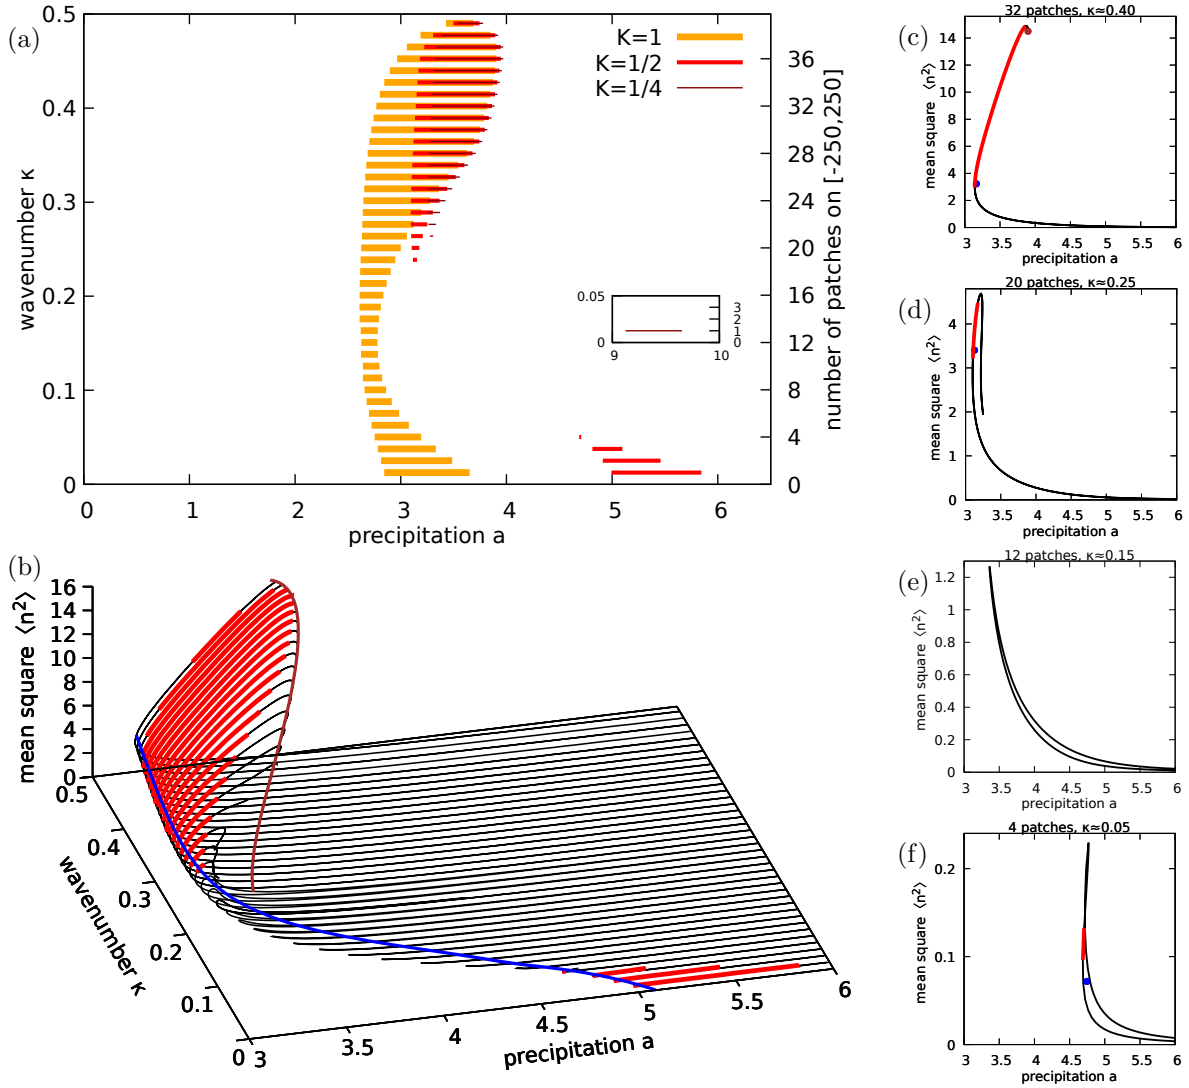 (a)
0.5
0.4
0.3
0.2
0.1
0
wavenumber κ
0 1 2 3 4 5 6
precipitation a
36
32
28
24
20
16
12
8
4
0
number of patches on [-250,250]
K=1
K=1/2
K=1/4
0.05
0
9 10
3
2
1
0
(b)
16
14
12
10
8
6
4
2
0
mean square ⟨n²⟩
0.5
0.4
0.3
0.2
0.1
0
wavenumber κ
3 3.5 4 4.5 5 5.5 6
precipitation a
(c)
32 patches, κ≈0.40
14
12
10
8
6
4
2
0
mean square ⟨n²⟩
3 3.5 4 4.5 5 5.5 6
precipitation a
(d)
20 patches, κ≈0.25
4
3
2
1
0
mean square ⟨n²⟩
3 3.5 4 4.5 5 5.5 6
precipitation a
(e)
12 patches, κ≈0.15
1.2
1
0.8
0.6
0.4
0.2
0
mean square ⟨n²⟩
3 3.5 4 4.5 5 5.5 6
precipitation a
(f)
4 patches, κ≈0.05
0.2
0.1
0
mean square ⟨n²⟩
3 3.5 4 4.5 5 5.5 6
precipitation a